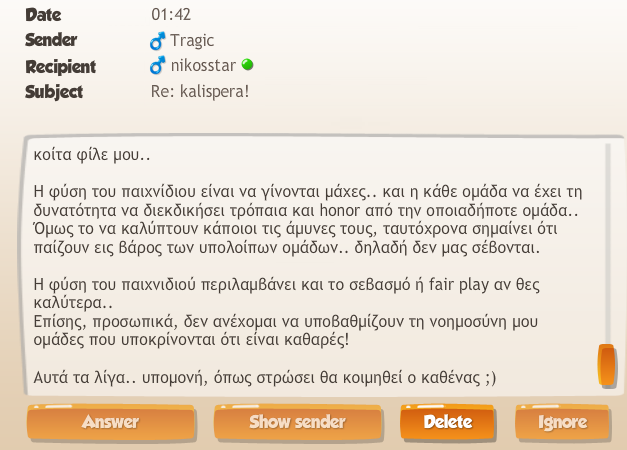 Date 01:42
Sender Tragic
Recipient nikosstar
Subject Re: kalispera!
κοίτα φίλε μου..
Η φύση του παιχνίδιου είναι να γίνονται μάχες.. και η κάθε ομάδα να έχει τη
δυνατότητα να διεκδικήσει τρόπαια και honor από την οποιαδήποτε ομάδα..
Όμως το να καλύπτουν κάποιοι τις άμυνες τους, ταυτόχρονα σημαίνει ότι
παίζουν εις βάρος των υπολοίπων ομάδων.. δηλαδή δεν μας σέβονται.
Η φύση του παιχνιδιού περιλαμβάνει και το σεβασμό ή fair play αν θες
καλύτερα..
Επίσης, προσωπικά, δεν ανέχομαι να υποβαθμίζουν τη νοημοσύνη μου
ομάδες που υποκρίνονται ότι είναι καθαρές!
Αυτά τα λίγα.. υπομονή, όπως στρώσει θα κοιμηθεί ο καθένας ;)
Answer Show sender Delete Ignore